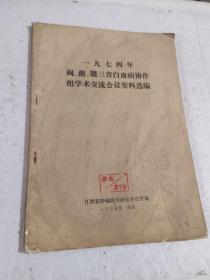 一九七四年
闽、浙、赣三省白血病协作
组学术交流会议资料选编
江西省肿瘤防治研究办公室编
一九七五年 四月